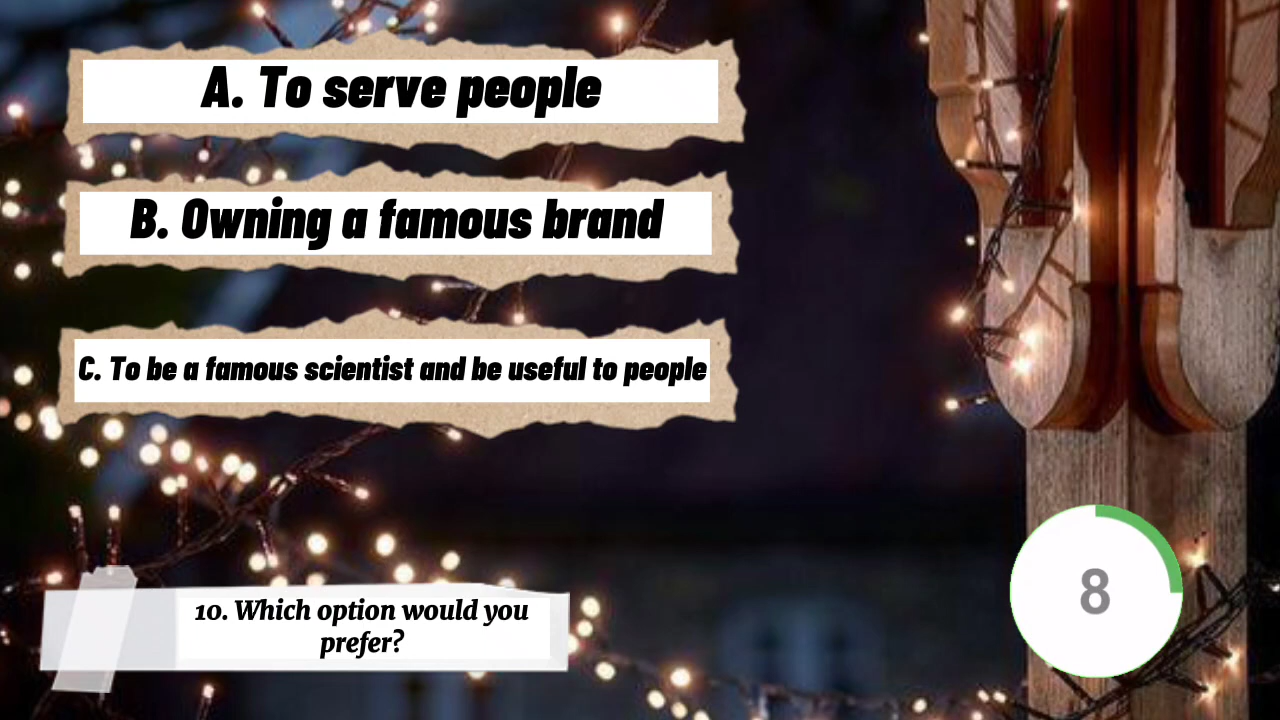 A. To serve people
B. Owning a famous brand
C. To be a famous scientist and be useful to people
10. Which option would you
prefer?
8